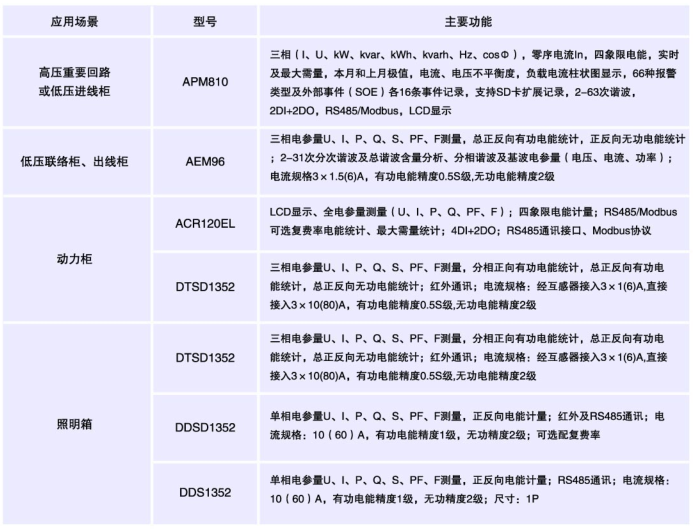 应用场景 型号 主要功能
高压重要回路
或低压进线柜
APM810
三相（I、U、kW、kvar、kWh、kvarh、Hz、cosΦ），零序电流In，四象限电能，实时
及最大需量，本月和上月极值，电流、电压不平衡度，负载电流柱状图显示，66种报警
类型及外部事件（SOE）各16条事件记录，支持SD卡扩展记录，2-63次谐波，
2DI+2DO，RS485/Modbus，LCD显示
低压联络柜、出线柜
AEM96
三相电参量U、I、P、Q、S、PF、F测量，总正反向有功电能统计，正反向无功电能统计
；2-31次分次谐波及总谐波含量分析、分相谐波及基波电参量（电压、电流、功率）；
电流规格3×1.5(6)A，有功电能精度0.5S级,无功电能精度2级
动力柜
ACR120EL
LCD显示、全电参量测量（U、I、P、Q、PF、F）；四象限电能计量；RS485/Modbus
可选复费率电能统计、最大需量统计；4DI+2DO；RS485通讯接口、Modbus协议
DTSD1352
三相电参量U、I、P、Q、S、PF、F测量，分相正向有功电能统计，总正反向有功电
能统计，总正反向无功电能统计；红外通讯；电流规格：经互感器接入3×1(6)A,直接
接入3×10(80)A，有功电能精度0.5S级,无功电能精度2级
照明箱
DTSD1352
三相电参量U、I、P、Q、S、PF、F测量，分相正向有功电能统计，总正反向有功电
能统计，总正反向无功电能统计；红外通讯；电流规格：经互感器接入3×1(6)A,直接
接入3×10(80)A，有功电能精度0.5S级,无功电能精度2级
DDSD1352
单相电参量U、I、P、Q、S、PF、F测量，正反向电能计量；红外及RS485通讯；电
流规格：10（60）A，有功电能精度1级，无功精度2级；可选配复费率
DDS1352
单相电参量U、I、P、Q、S、PF、F测量，正反向电能计量；RS485通讯；电流规格：
10（60）A，有功电能精度1级，无功精度2级；尺寸：1P